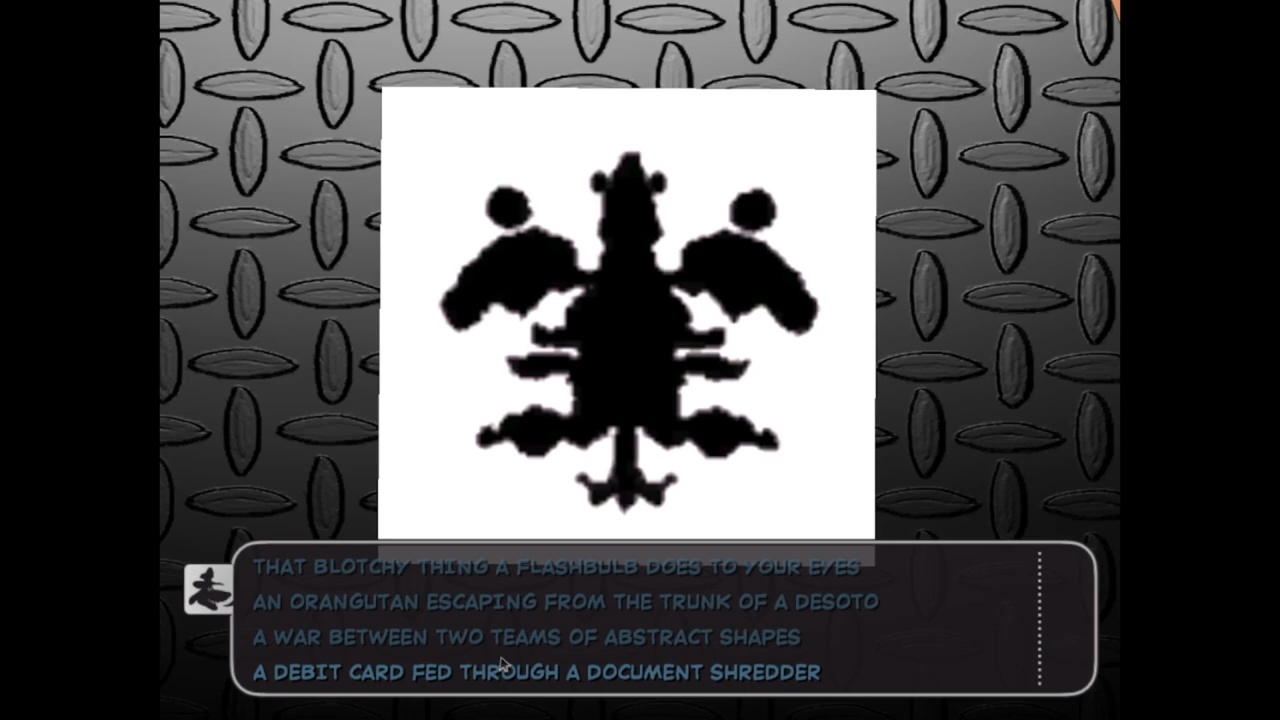 THAT BLOTCHY THING A FLASHBULB DOES TO YOUR EYES
AN ORANGUTAN ESCAPING FROM THE TRUNK OF A DESOTO
A WAR BETWEEN TWO TEAMS OF ABSTRACT SHAPES
A DEBIT CARD FED THROUGH A DOCUMENT SHREDDER